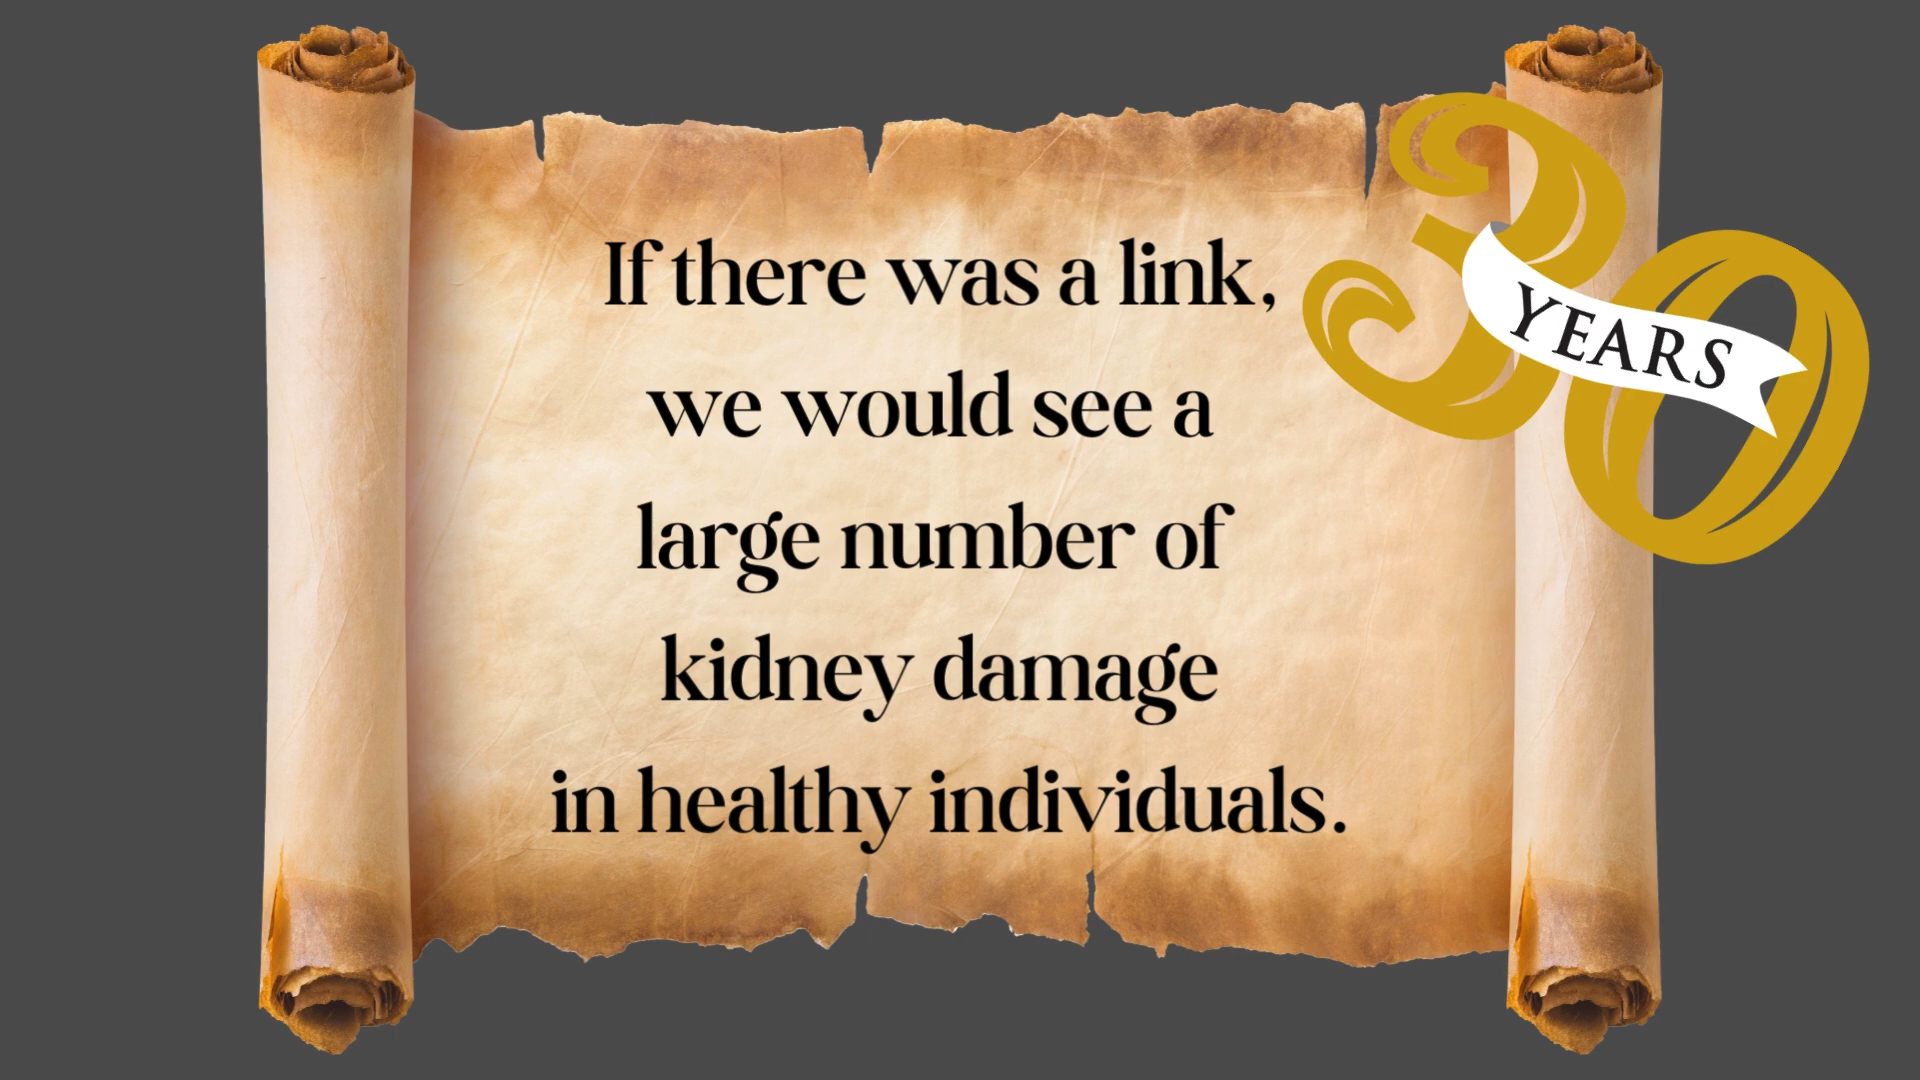 If there was a link,
we would see a
large number of
kidney damage
in healthy individuals.
30
YEARS